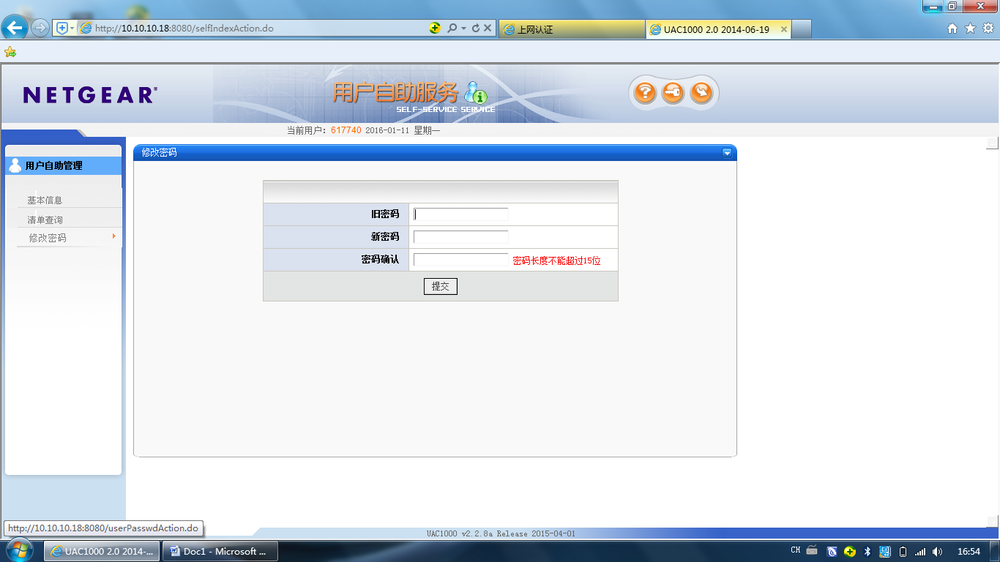 http://10.10.10.18:8080/selfIndexAction.do
上网认证
UAC1000 2.0 2014-06-19
NETGEAR
用户自助服务
SELF-SERVICE SERVICE
当前用户：617740 2016-01-11 星期一
用户自助管理
基本信息
清单查询
修改密码
修改密码
旧密码
新密码
密码确认
密码长度不能超过15位
提交
http://10.10.10.18:8080/userPasswdAction.do
UAC1000 v2.2.8a Release 2015-04-01
UAC1000 2.0 2014-...
Doc1 - Microsoft ...
CH
16:54